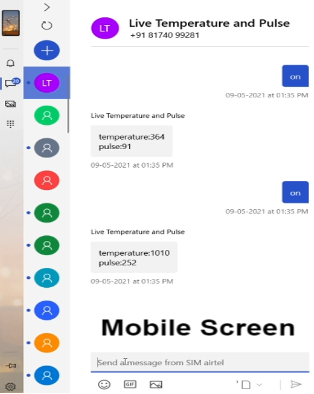 LT
Live Temperature and Pulse
+91 81740 99281
LT
on
09-05-2021 at 01:35 PM
Live Temperature and Pulse
temperature:364
pulse:91
09-05-2021 at 01:35 PM
on
09-05-2021 at 01:35 PM
Live Temperature and Pulse
temperature:1010
pulse:252
09-05-2021 at 01:35 PM
Mobile Screen
Send a message from SIM airtel
GIF